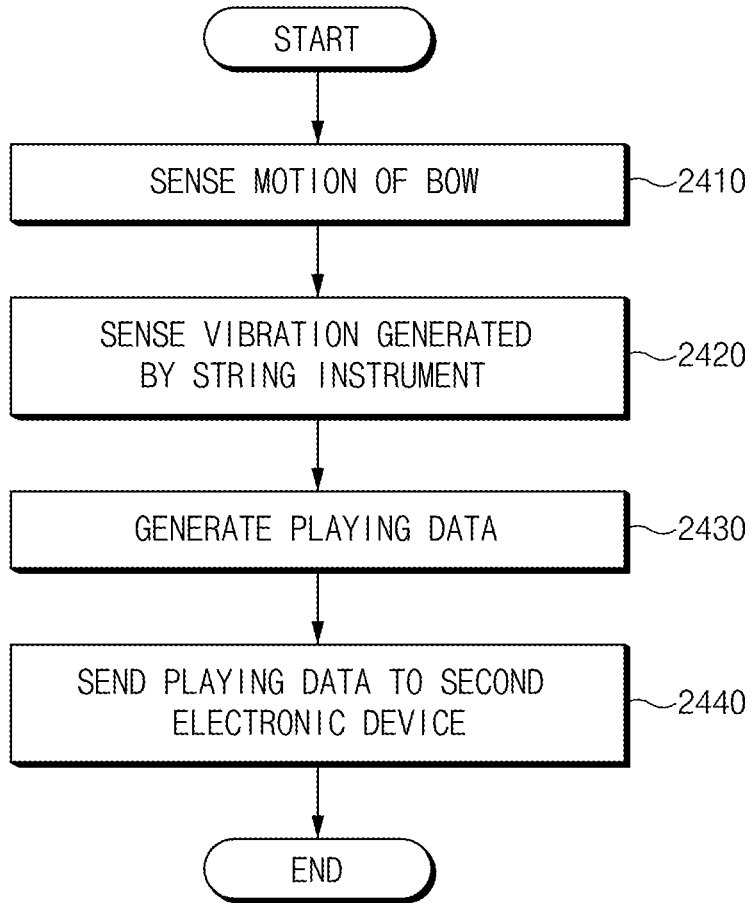 START
SENSE MOTION OF BOW
2410
SENSE VIBRATION GENERATED
BY STRING INSTRUMENT
2420
GENERATE PLAYING DATA
2430
SEND PLAYING DATA TO SECOND
ELECTRONIC DEVICE
2440
END